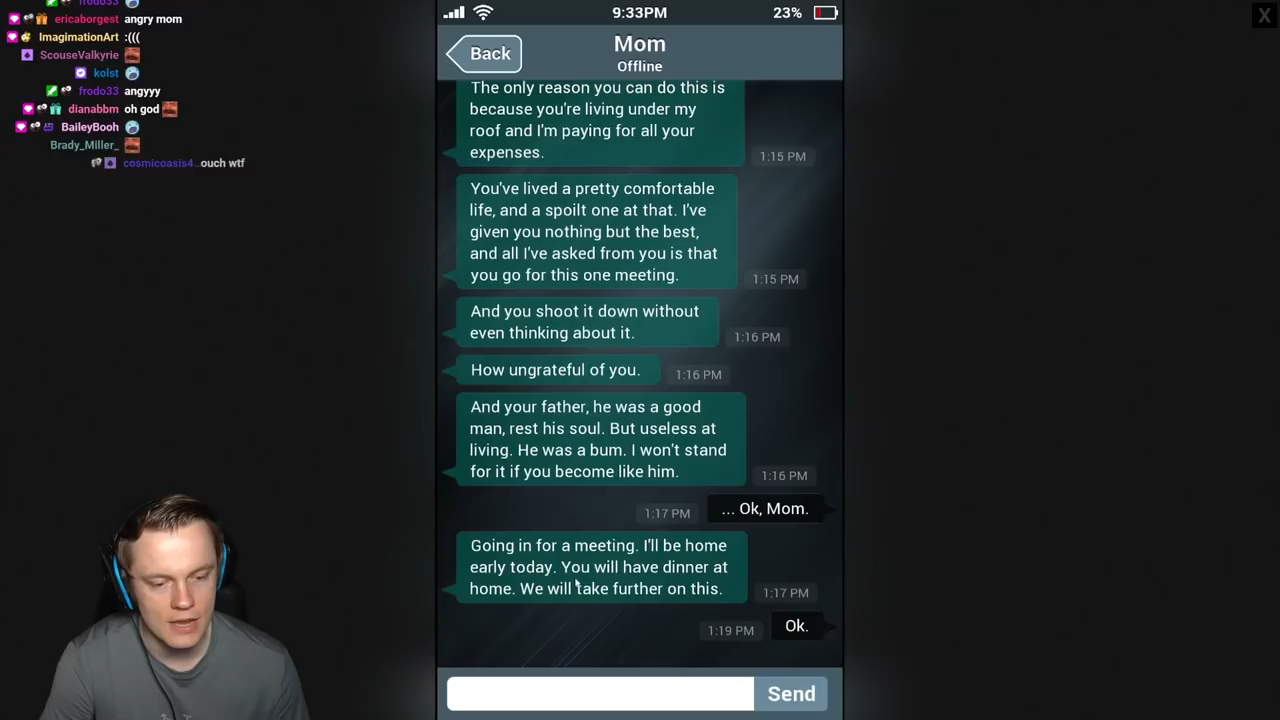 frodo33
ericaborgest angry mom
ImaginationArt :(((
ScouseValkyrie
kolst
frodo33 angyyy
dianabbm oh god
BaileyBooh
Brady_Miller_
cosmicoasis4.. ouch wtf
9:33PM
23%
X
Back
Mom
Offline
The only reason you can do this is
because you're living under my
roof and I'm paying for all your
expenses.
1:15 PM
You've lived a pretty comfortable
life, and a spoilt one at that. I've
given you nothing but the best,
and all I've asked from you is that
you go for this one meeting.
1:15 PM
And you shoot it down without
even thinking about it.
1:16 PM
How ungrateful of you.
1:16 PM
And your father, he was a good
man, rest his soul. But useless at
living. He was a bum. I won't stand
for it if you become like him.
1:16 PM
1:17 PM
... Ok, Mom.
Going in for a meeting. I'll be home
early today. You will have dinner at
home. We will take further on this.
1:17 PM
1:19 PM
Ok.
Send